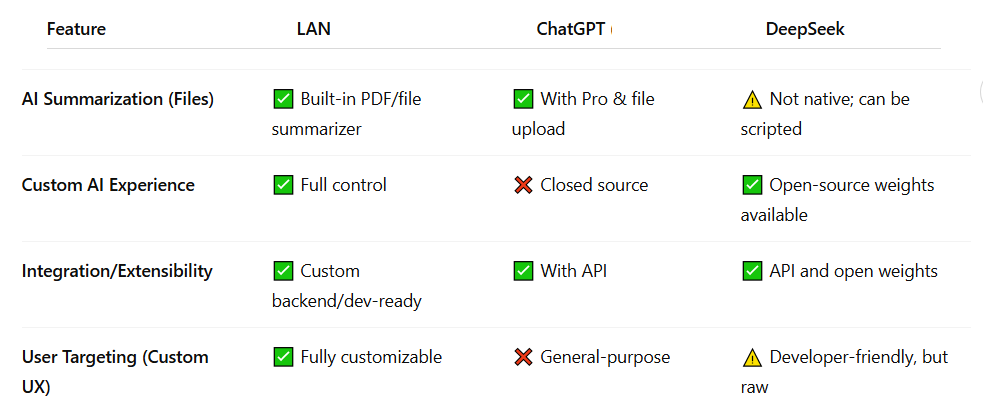 Feature LAN ChatGPT ( DeepSeek
AI Summarization (Files) ✅ Built-in PDF/file summarizer ✅ With Pro & file upload ⚠️ Not native; can be scripted
Custom AI Experience ✅ Full control ❌ Closed source ✅ Open-source weights available
Integration/Extensibility ✅ Custom backend/dev-ready ✅ With API ✅ API and open weights
User Targeting (Custom UX) ✅ Fully customizable ❌ General-purpose ⚠️ Developer-friendly, but raw